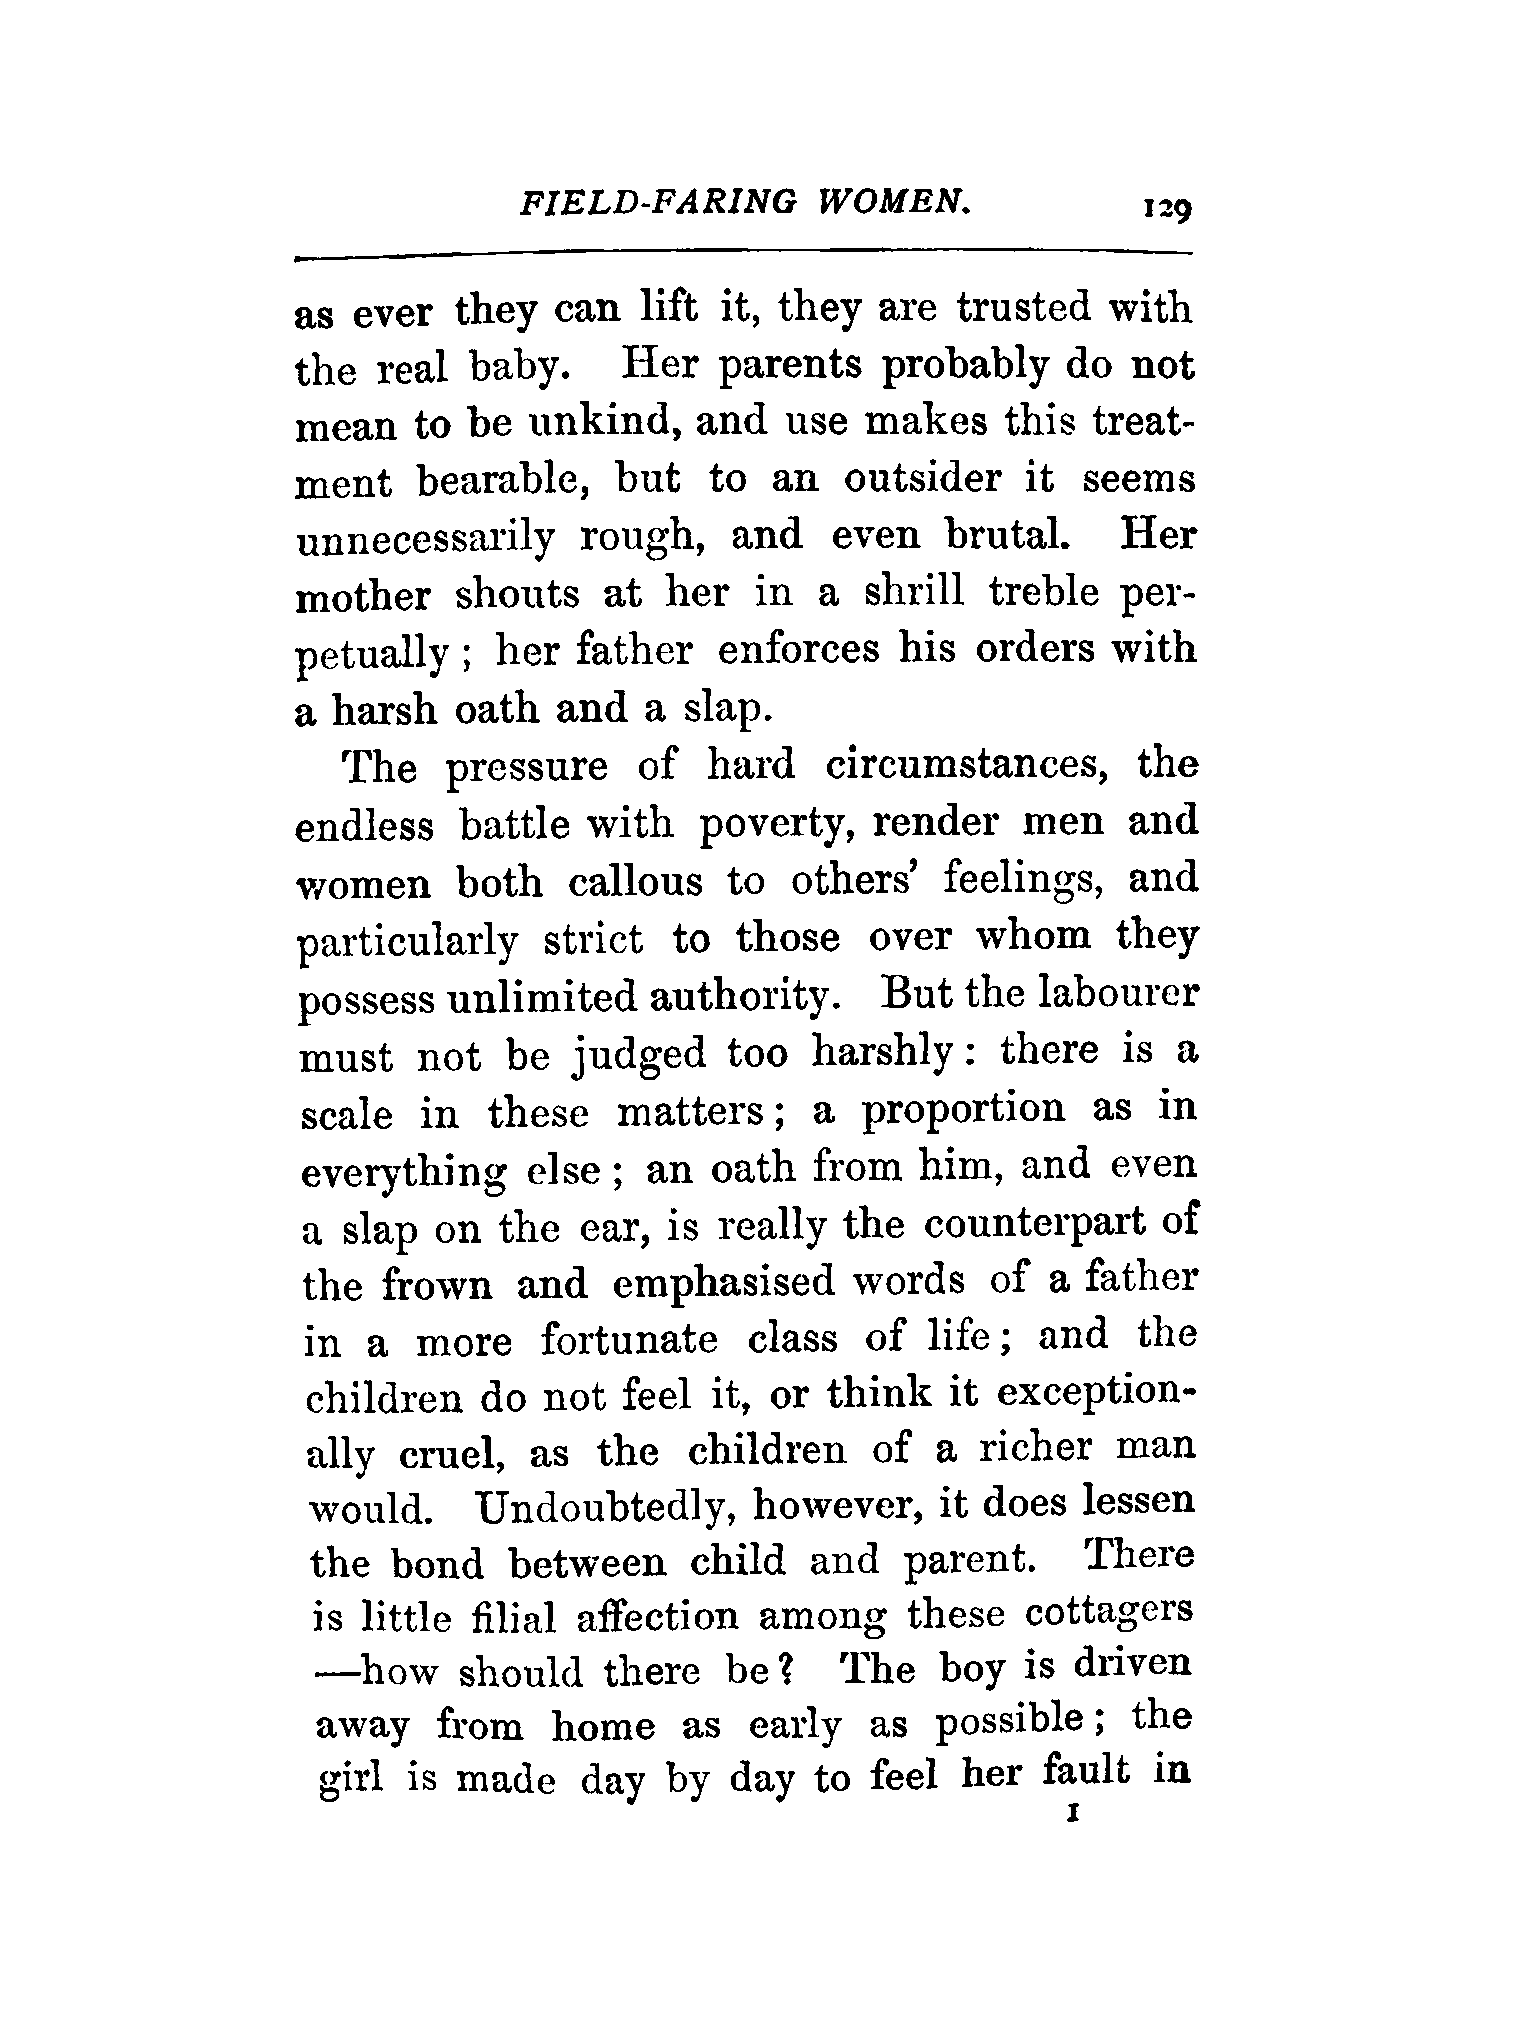 FIELD-FARING WOMEN. 129
as ever they can lift it, they are trusted with
the real baby. Her parents probably do not
mean to be unkind, and use makes this treat-
ment bearable, but to an outsider it seems
unnecessarily rough, and even brutal. Her
mother shouts at her in a shrill treble per-
petually ; her father enforces his orders with
a harsh oath and a slap.
The pressure of hard circumstances, the
endless battle with poverty, render men and
women both callous to others' feelings, and
particularly strict to those over whom they
possess unlimited authority. But the labourer
must not be judged too harshly : there is a
scale in these matters ; a proportion as in
everything else ; an oath from him, and even
a slap on the ear, is really the counterpart of
the frown and emphasised words of a father
in a more fortunate class of life ; and the
children do not feel it, or think it exception-
ally cruel, as the children of a richer man
would. Undoubtedly, however, it does lessen
the bond between child and parent. There
is little filial affection among these cottagers
—how should there be ? The boy is driven
away from home as early as possible ; the
girl is made day by day to feel her fault in
I